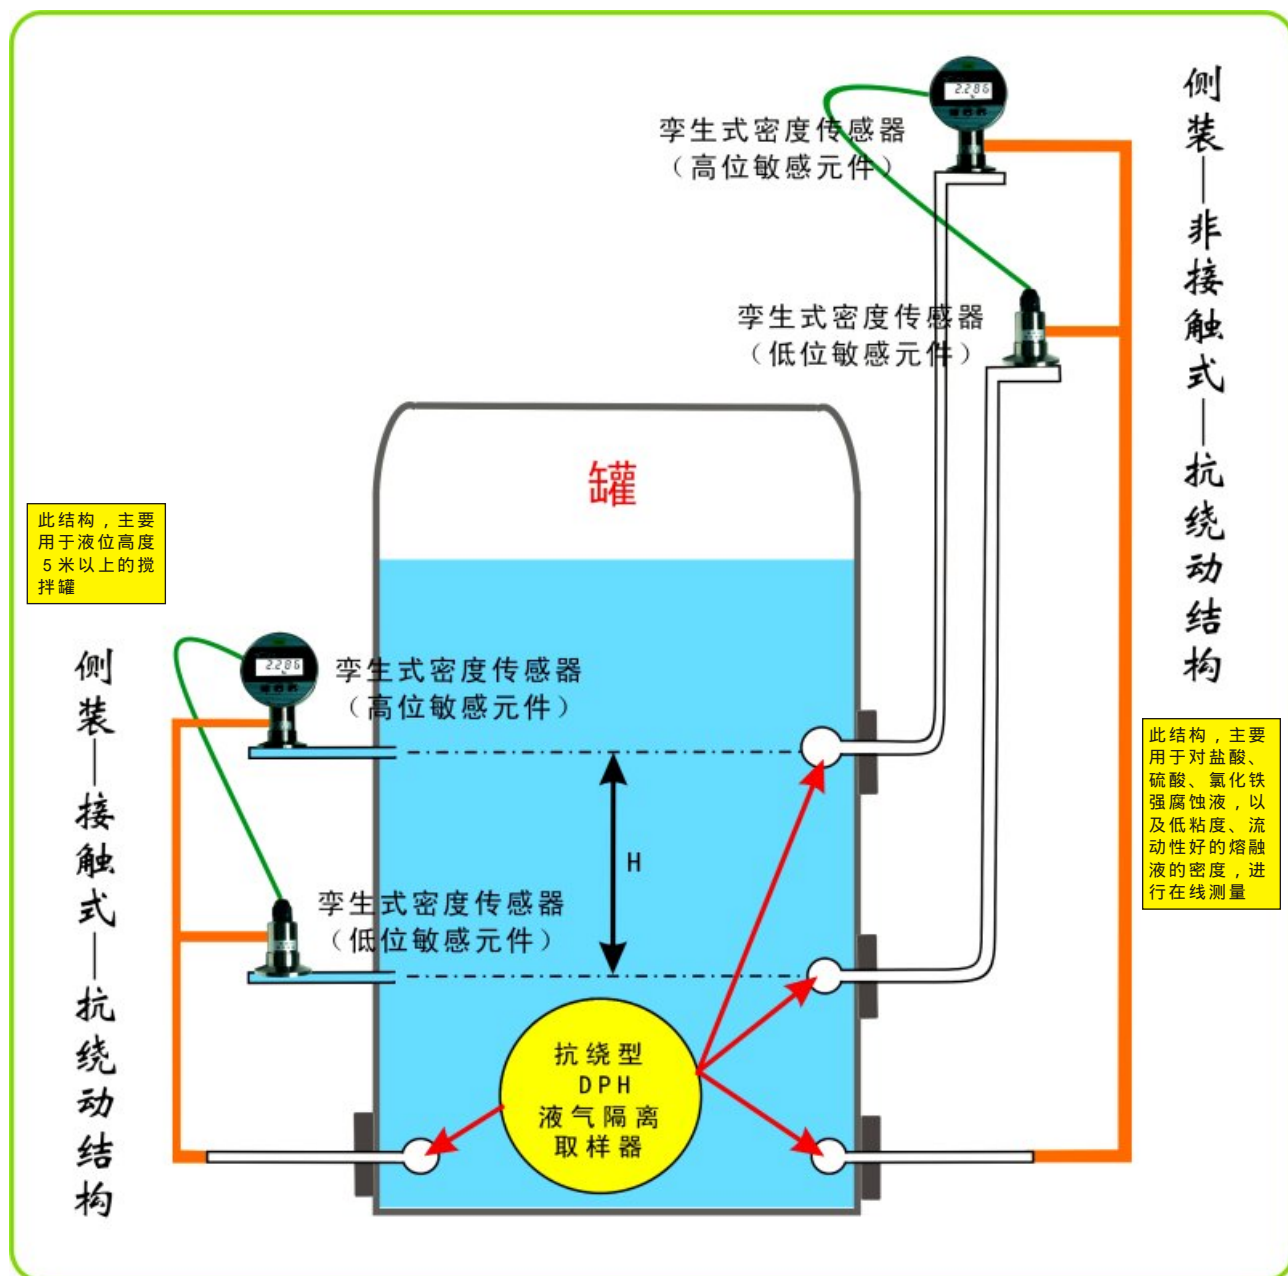 孪生式密度传感器
（高位敏感元件）
2.286
侧装—非接触式—抗绕动结构
孪生式密度传感器
（低位敏感元件）
罐
此结构，主要
用于液位高度
5米以上的搅
拌罐
侧装—接触式—抗绕动结构
2.286
孪生式密度传感器
（高位敏感元件）
H
孪生式密度传感器
（低位敏感元件）
此结构，主要
用于对盐酸、
硫酸、氯化铁
强腐蚀液，以
及低粘度、流
动性好的熔融
液的密度，进
行在线测量
抗绕型
DPH
液气隔离
取样器